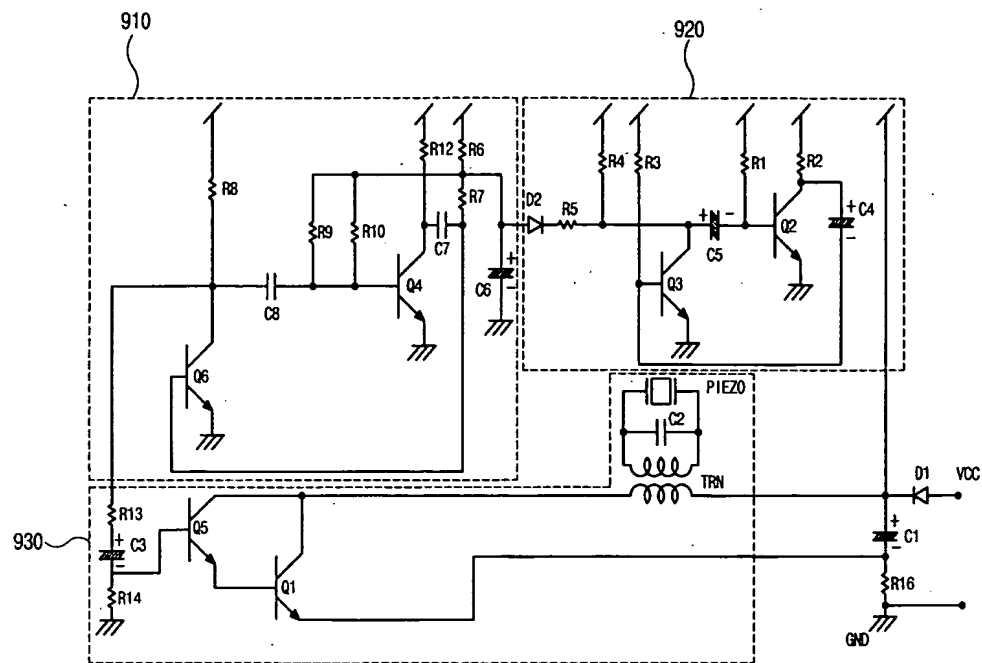 910
920
R12
R6
R8
R4
R3
R1
R2
R7
R9
R10
D2
R5
C4
C7
C5
Q2
Q4
C6
Q3
C8
Q6
PIEZO
C2
TRN
D1
VCC
R13
Q5
C3
930
C1
Q1
R14
R16
GND